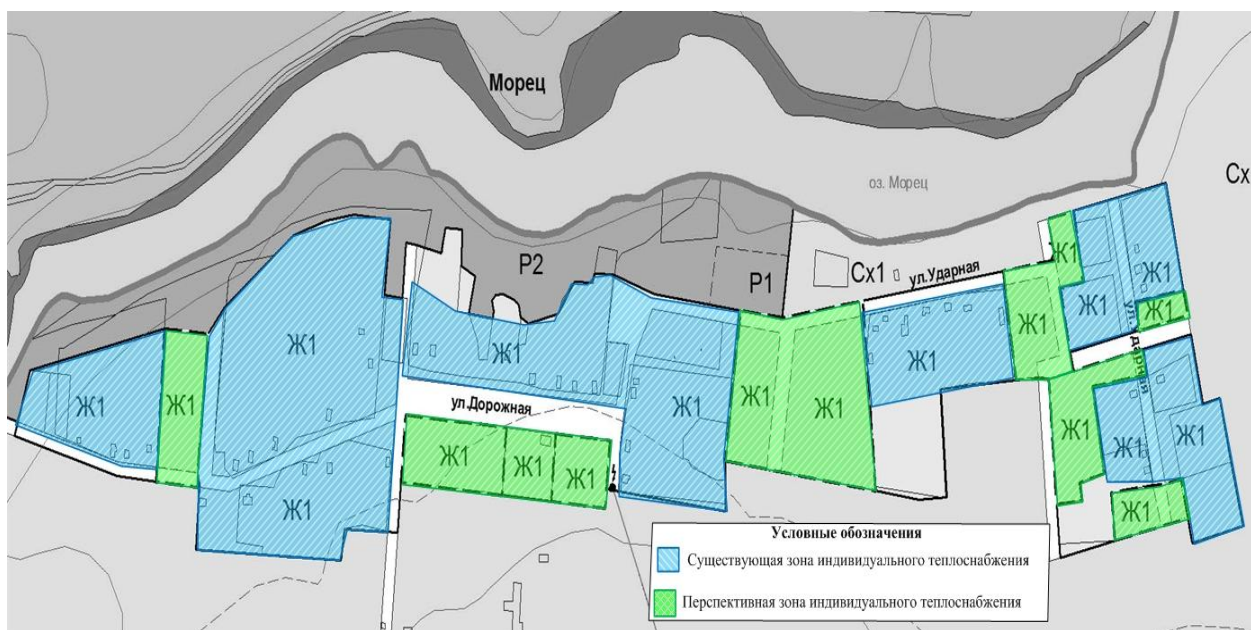 Морец
оз. Морец
Сх
Р2
Р1
Сх1
ул.Ударная
Ж1
Ж1
Ж1
Ж1
Ж1
Ж1
Ж1
Ж1
Ж1
Ж1
Ж1
Ж1
Ж1
ул.Ударная
ул.Дорожная
Ж1
Ж1
Ж1
Ж1
Ж1
Ж1
Ж1
Ж1
Условные обозначения
Существующая зона индивидуального теплоснабжения
Перспективная зона индивидуального теплоснабжения